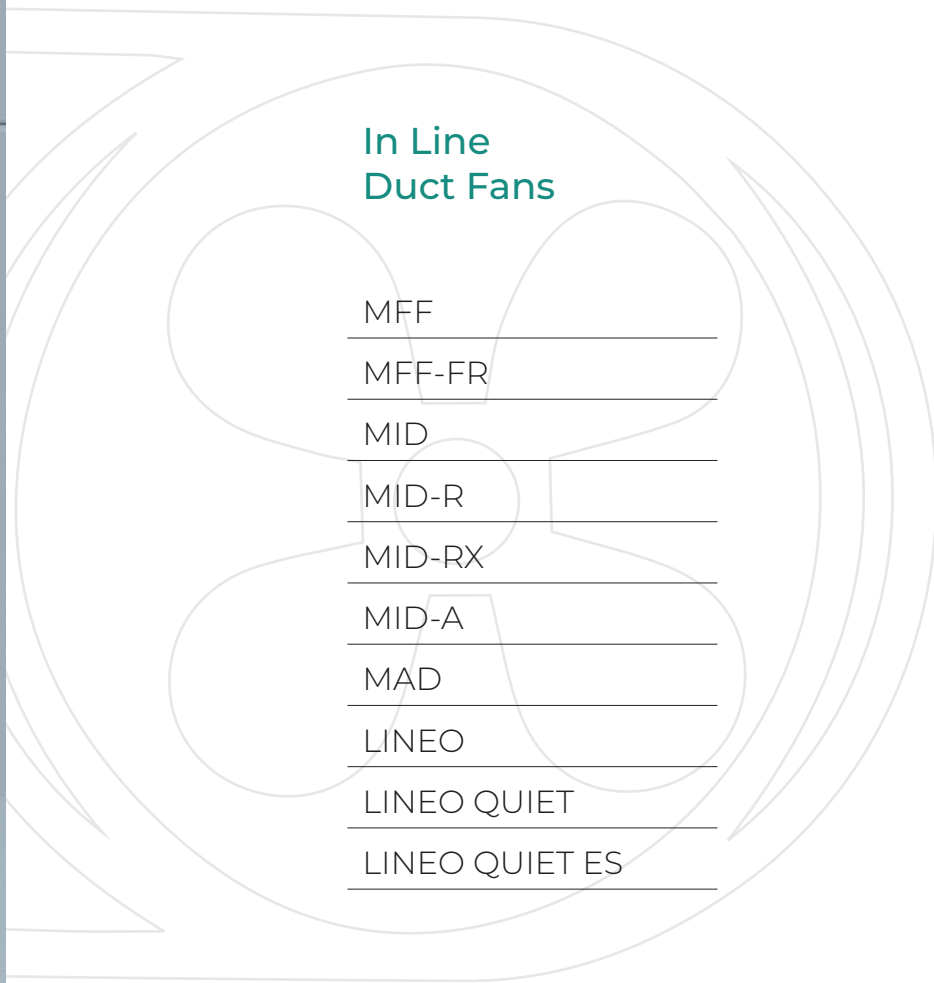 In Line
Duct Fans
MFF
MFF-FR
MID
MID-R
MID-RX
MID-A
MAD
LINEO
LINEO QUIET
LINEO QUIET ES